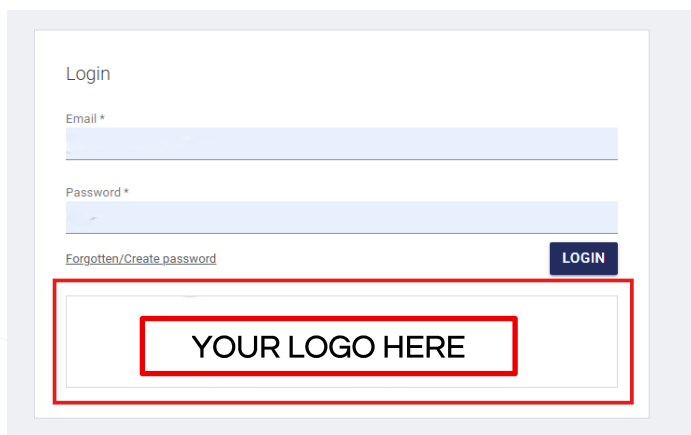 Login
Email *
Password *
Forgotten/Create password
LOGIN
YOUR LOGO HERE